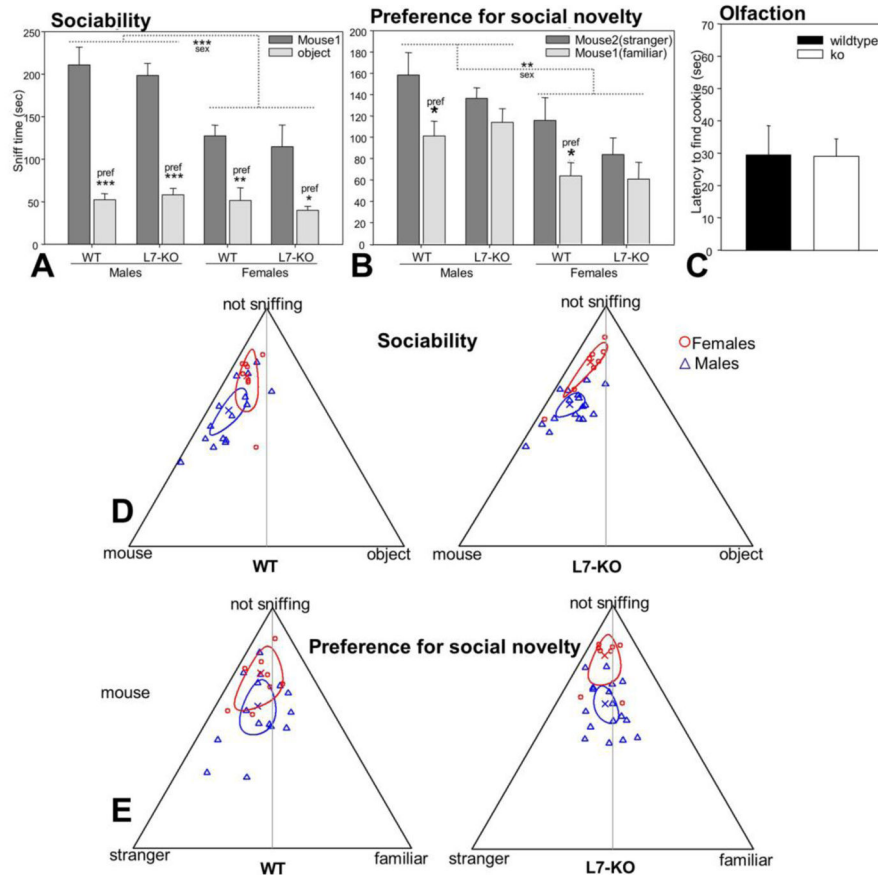 Sociability
Preference for social novelty
Olfaction
250
200
150
100
50
0
Sniff time (sec)
Mouse1
object
***
sex
pref
***
pref
***
pref
**
pref
*
WT
L7-KO
WT
L7-KO
Males
Females
A
200
180
160
140
120
100
80
60
40
20
0
Mouse2(stranger)
Mouse1(familiar)
**
sex
pref
*
pref
*
WT
L7-KO
WT
L7-KO
Males
Females
B
70
60
50
40
30
20
10
0
Latency to find cookie (sec)
wildtype
ko
C
not sniffing
not sniffing
Sociability
Females
Males
D
mouse
object
mouse
object
WT
L7-KO
not sniffing
not sniffing
Preference for social novelty
mouse
E
stranger
familiar
stranger
familiar
WT
L7-KO